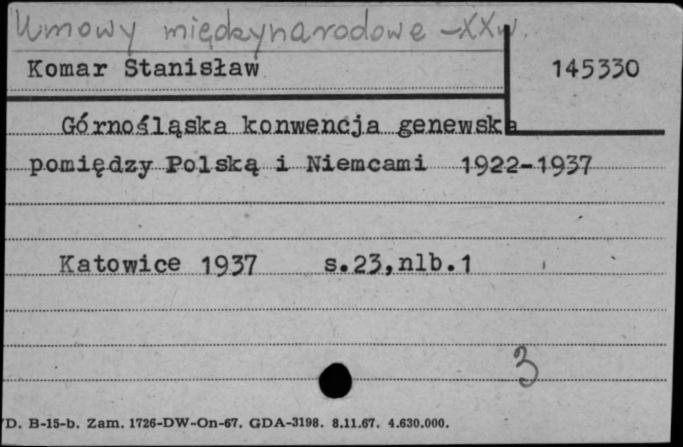 Umowy międzynarodowe - XX w.
Komar Stanisław 145330
Górnośląska konwencja genewska
pomiędzy Polską i Niemcami 1922-1937
Katowice 1937 s.23,nlb.1
3
D. B-15-b. Zam. 1726-DW-On-67. GDA-3198. 8.11.67. 4.630.000.